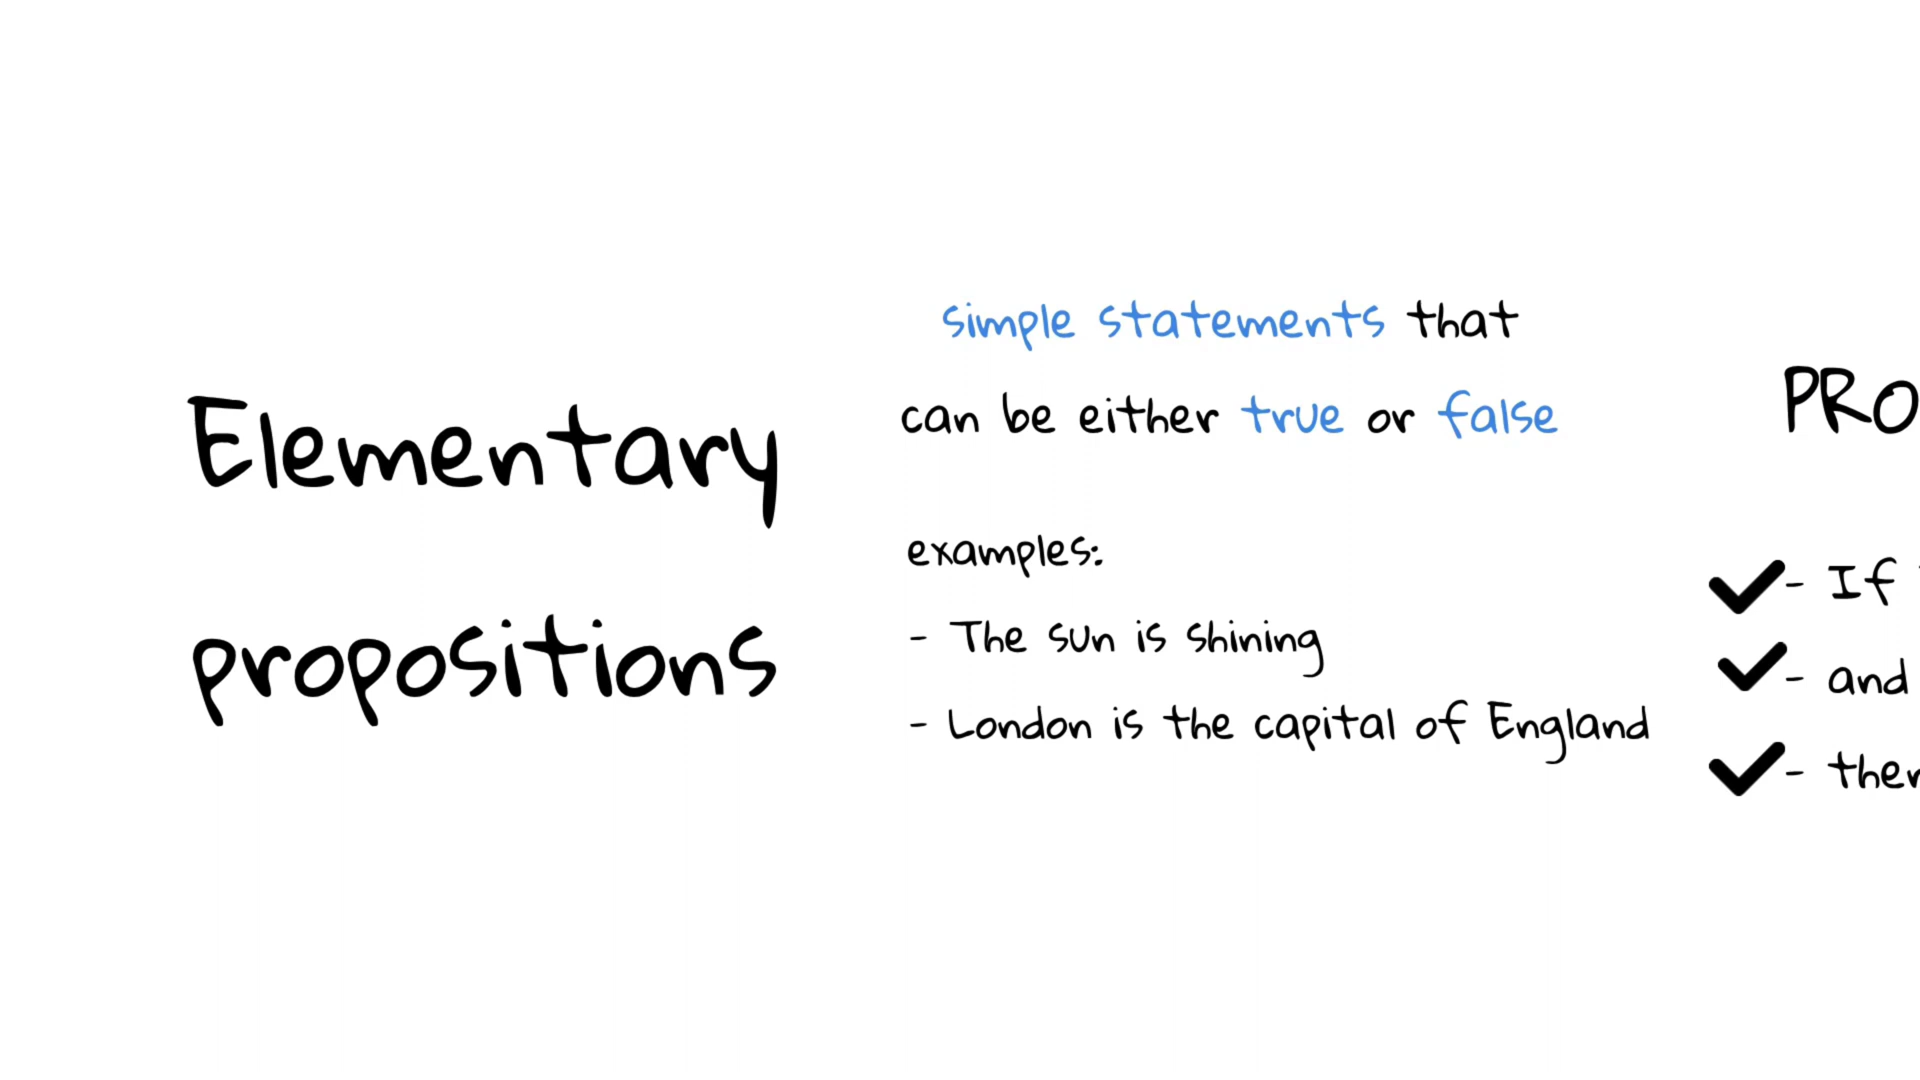 Elementary
propositions
simple statements that
can be either true or false
examples:
- The sun is shining
- London is the capital of England
PRO
- If
- and
- ther